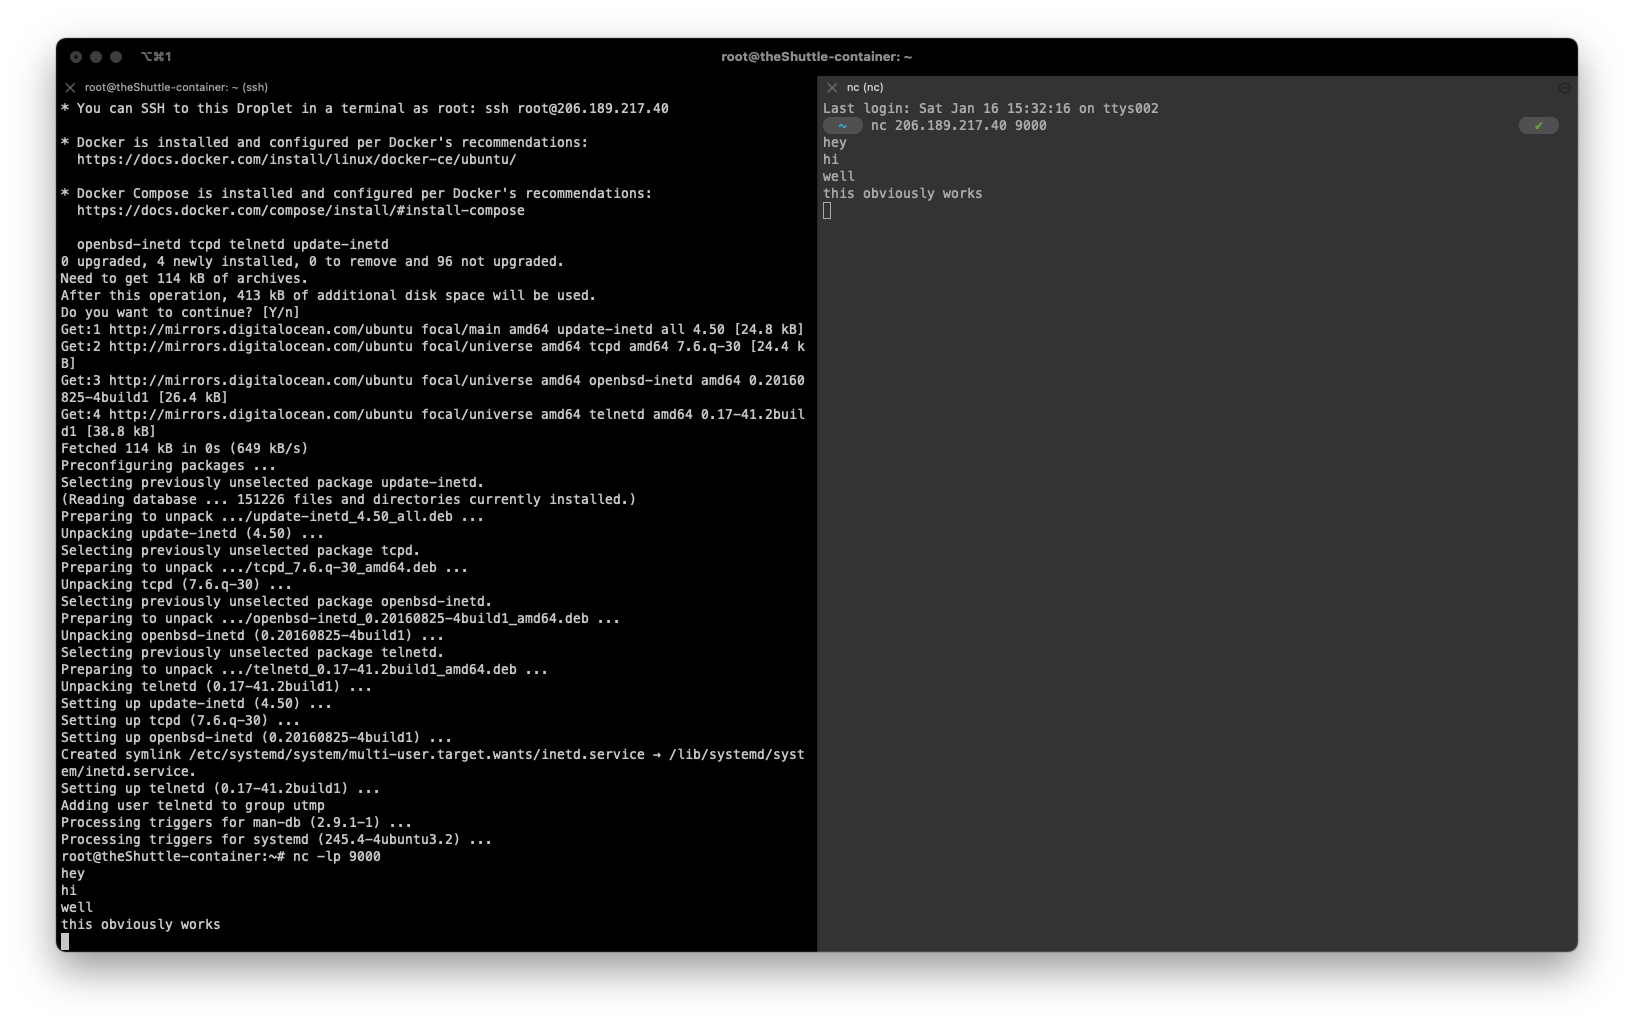 ⌥⌘1
root@theShuttle-container: ~
root@theShuttle-container: ~ (ssh)
* You can SSH to this Droplet in a terminal as root: ssh root@206.189.217.40
* Docker is installed and configured per Docker's recommendations:
https://docs.docker.com/install/linux/docker-ce/ubuntu/
* Docker Compose is installed and configured per Docker's recommendations:
https://docs.docker.com/compose/install/#install-compose
openbsd-inetd tcpd telnetd update-inetd
0 upgraded, 4 newly installed, 0 to remove and 96 not upgraded.
Need to get 114 kB of archives.
After this operation, 413 kB of additional disk space will be used.
Do you want to continue? [Y/n]
Get:1 http://mirrors.digitalocean.com/ubuntu focal/main amd64 update-inetd all 4.50 [24.8 kB]
Get:2 http://mirrors.digitalocean.com/ubuntu focal/universe amd64 tcpd amd64 7.6.q-30 [24.4 k
B]
Get:3 http://mirrors.digitalocean.com/ubuntu focal/universe amd64 openbsd-inetd amd64 0.20160
825-4build1 [26.4 kB]
Get:4 http://mirrors.digitalocean.com/ubuntu focal/universe amd64 telnetd amd64 0.17-41.2buil
d1 [38.8 kB]
Fetched 114 kB in 0s (649 kB/s)
Preconfiguring packages ...
Selecting previously unselected package update-inetd.
(Reading database ... 151226 files and directories currently installed.)
Preparing to unpack .../update-inetd_4.50_all.deb ...
Unpacking update-inetd (4.50) ...
Selecting previously unselected package tcpd.
Preparing to unpack .../tcpd_7.6.q-30_amd64.deb ...
Unpacking tcpd (7.6.q-30) ...
Selecting previously unselected package openbsd-inetd.
Preparing to unpack .../openbsd-inetd_0.20160825-4build1_amd64.deb ...
Unpacking openbsd-inetd (0.20160825-4build1) ...
Selecting previously unselected package telnetd.
Preparing to unpack .../telnetd_0.17-41.2build1_amd64.deb ...
Unpacking telnetd (0.17-41.2build1) ...
Setting up update-inetd (4.50) ...
Setting up tcpd (7.6.q-30) ...
Setting up openbsd-inetd (0.20160825-4build1) ...
Created symlink /etc/systemd/system/multi-user.target.wants/inetd.service → /lib/systemd/syst
em/inetd.service.
Setting up telnetd (0.17-41.2build1) ...
Adding user telnetd to group utmp
Processing triggers for man-db (2.9.1-1) ...
Processing triggers for systemd (245.4-4ubuntu3.2) ...
root@theShuttle-container:~# nc -lp 9000
hey
hi
well
this obviously works
nc (nc)
Last login: Sat Jan 16 15:32:16 on ttys002
~ nc 206.189.217.40 9000 ✔
hey
hi
well
this obviously works